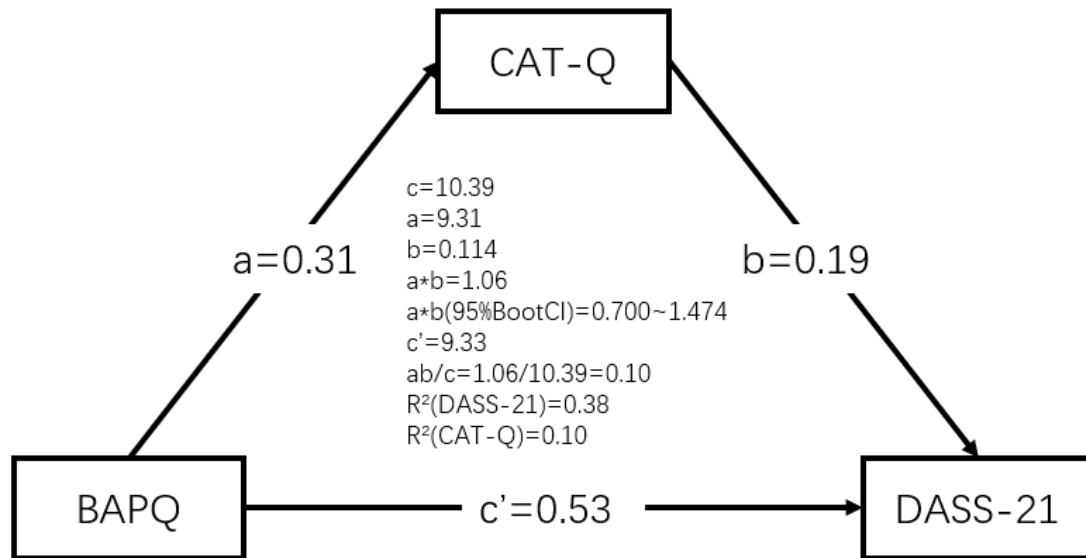 CAT-Q
c=10.39
a=9.31
b=0.114
a*b=1.06
a*b(95%BootCI)=0.700~1.474
c’=9.33
ab/c=1.06/10.39=0.10
R²(DASS-21)=0.38
R²(CAT-Q)=0.10
a=0.31
b=0.19
BAPQ
c’=0.53
DASS-21